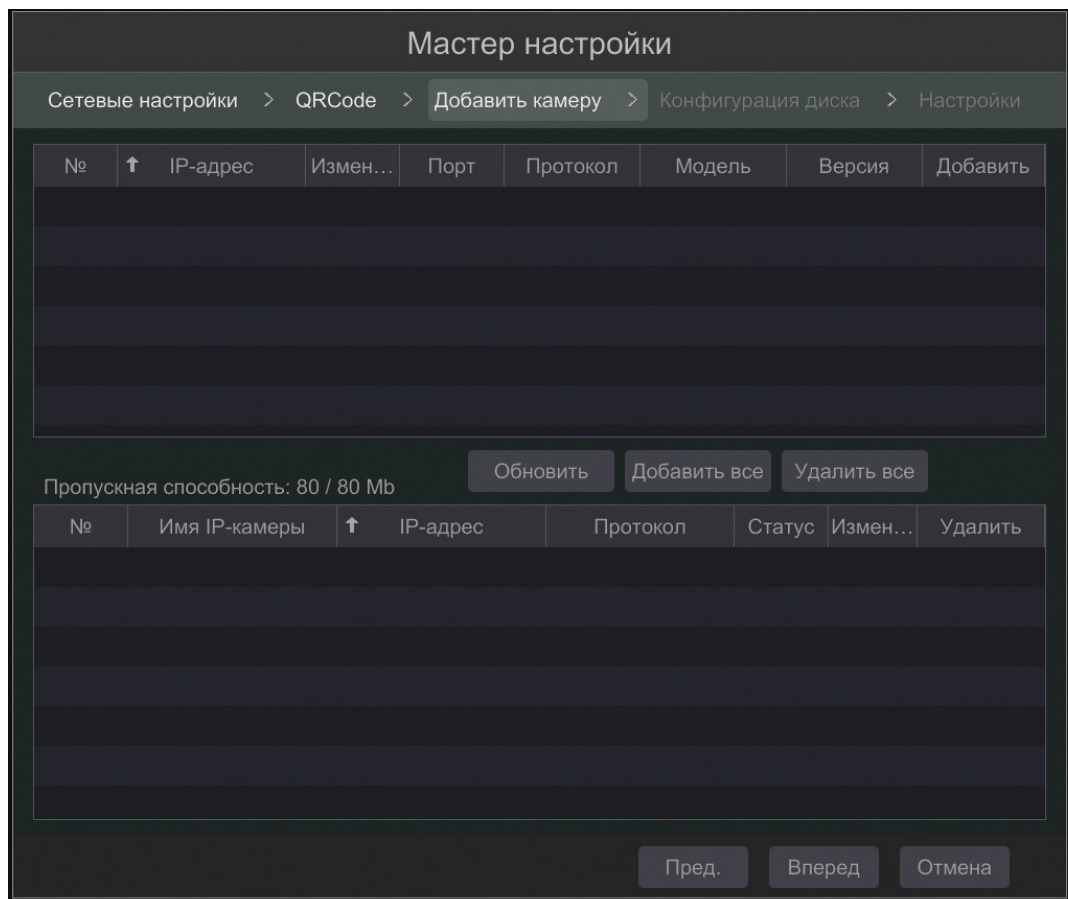 Мастер настройки
Сетевые настройки > QRCode > Добавить камеру > Конфигурация диска > Настройки
№ ↑ IP-адрес Измен... Порт Протокол Модель Версия Добавить
Обновить Добавить все Удалить все
Пропускная способность: 80 / 80 Mb
№ Имя IP-камеры ↑ IP-адрес Протокол Статус Измен... Удалить
Пред. Вперед Отмена